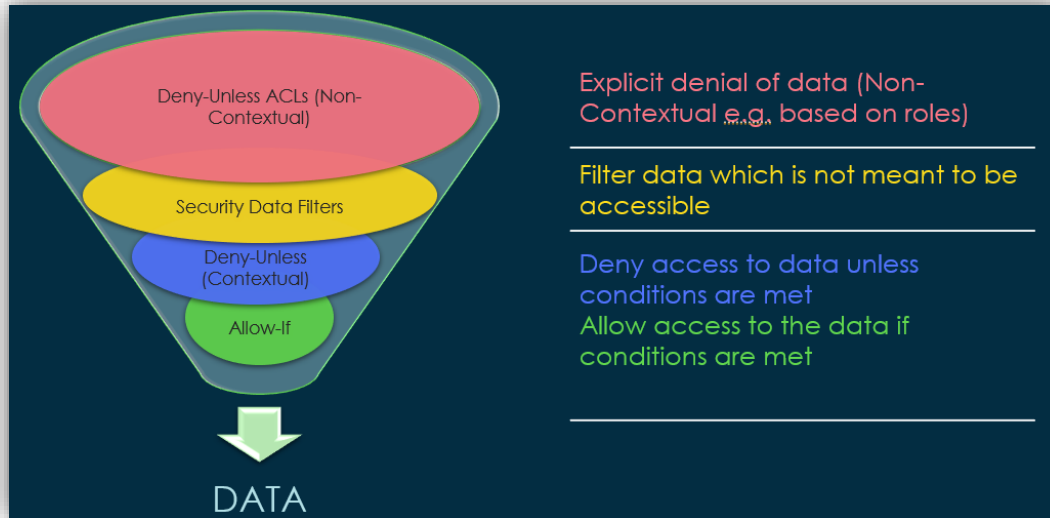 Deny-Unless ACLs (Non-
Contextual)
Security Data Filters
Deny-Unless
(Contextual)
Allow-If
DATA
Explicit denial of data (Non-
Contextual e.g. based on roles)
Filter data which is not meant to be
accessible
Deny access to data unless
conditions are met
Allow access to the data if
conditions are met